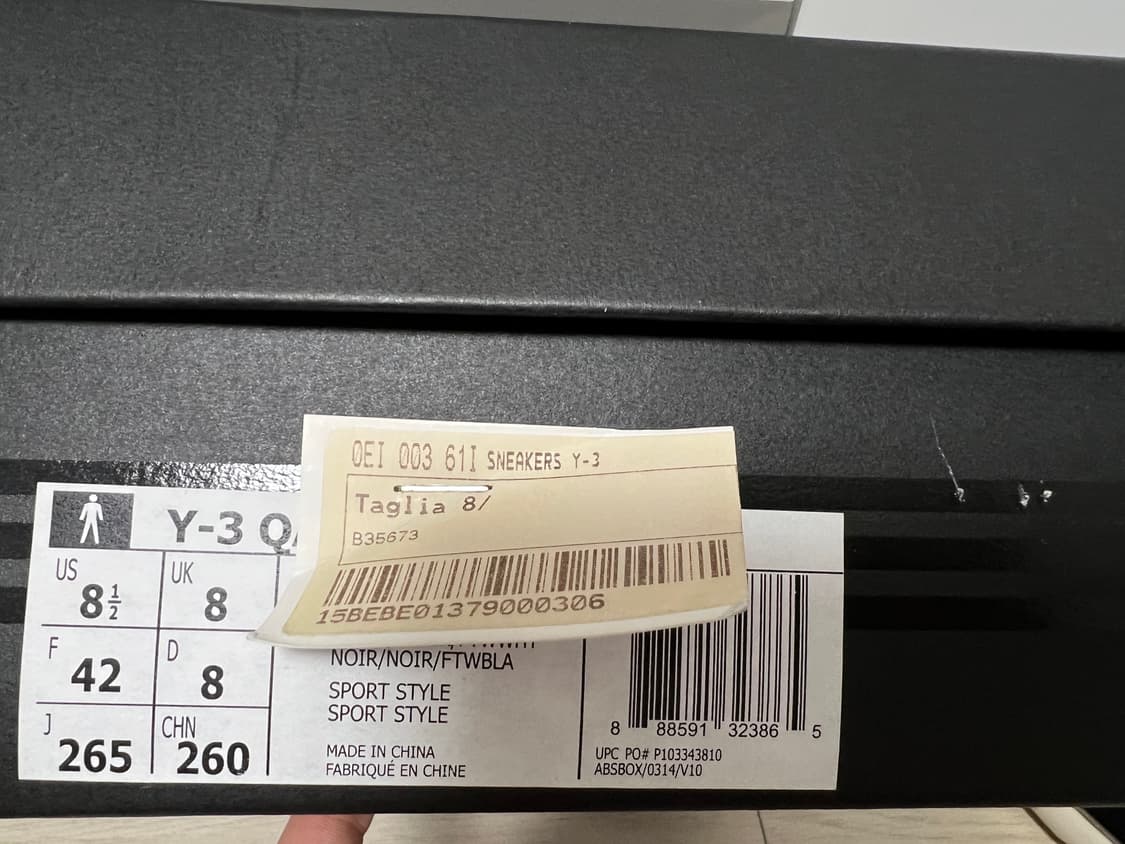 0EI 003 61I SNEAKERS Y-3
Taglia 8/
B35673
15BEBE01379000306
Y-3
US
8½
UK
8
F
42
D
8
J
265
CHN
260
NOIR/NOIR/FTWBLA
SPORT STYLE
SPORT STYLE
MADE IN CHINA
FABRIQUÉ EN CHINE
8 88591 32386 5
UPC PO# P103343810
ABSBOX/0314/V10